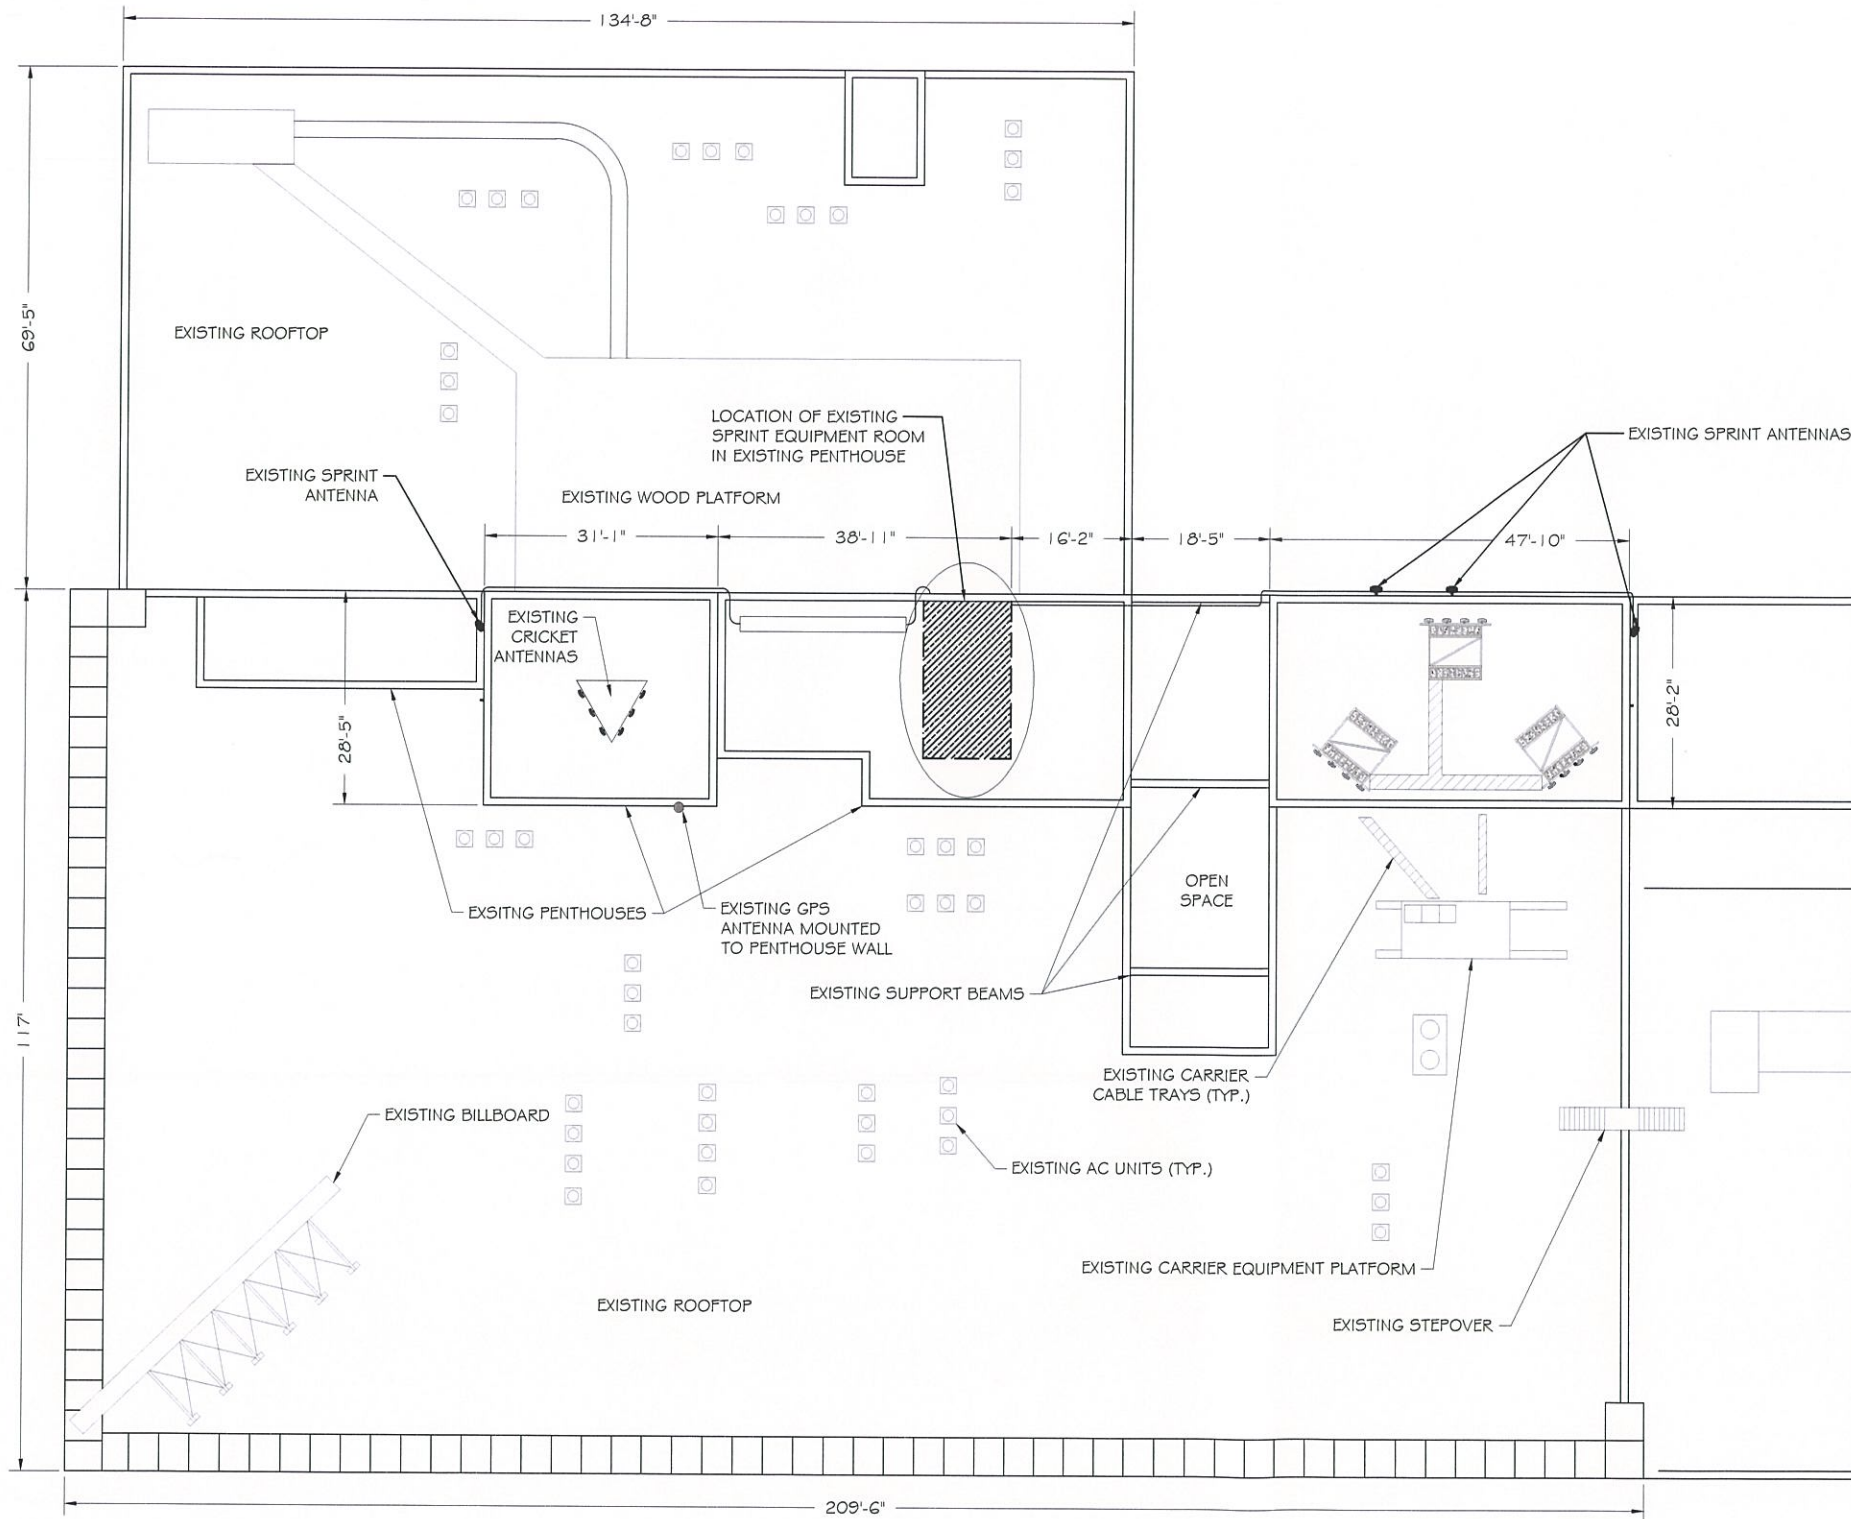 134'-8"
69'-5"
EXISTING ROOFTOP
LOCATION OF EXISTING
SPRINT EQUIPMENT ROOM
IN EXISTING PENTHOUSE
EXISTING SPRINT ANTENNAS
EXISTING SPRINT
ANTENNA
EXISTING WOOD PLATFORM
31'-1"
38'-11"
16'-2"
18'-5"
47'-10"
EXISTING
CRICKET
ANTENNAS
28'-5"
28'-2"
OPEN
SPACE
EXSITNG PENTHOUSES
EXISTING GPS
ANTENNA MOUNTED
TO PENTHOUSE WALL
EXISTING SUPPORT BEAMS
117'
EXISTING CARRIER
CABLE TRAYS (TYP.)
EXISTING BILLBOARD
EXISTING AC UNITS (TYP.)
EXISTING CARRIER EQUIPMENT PLATFORM
EXISTING ROOFTOP
EXISTING STEPOVER
209'-6"